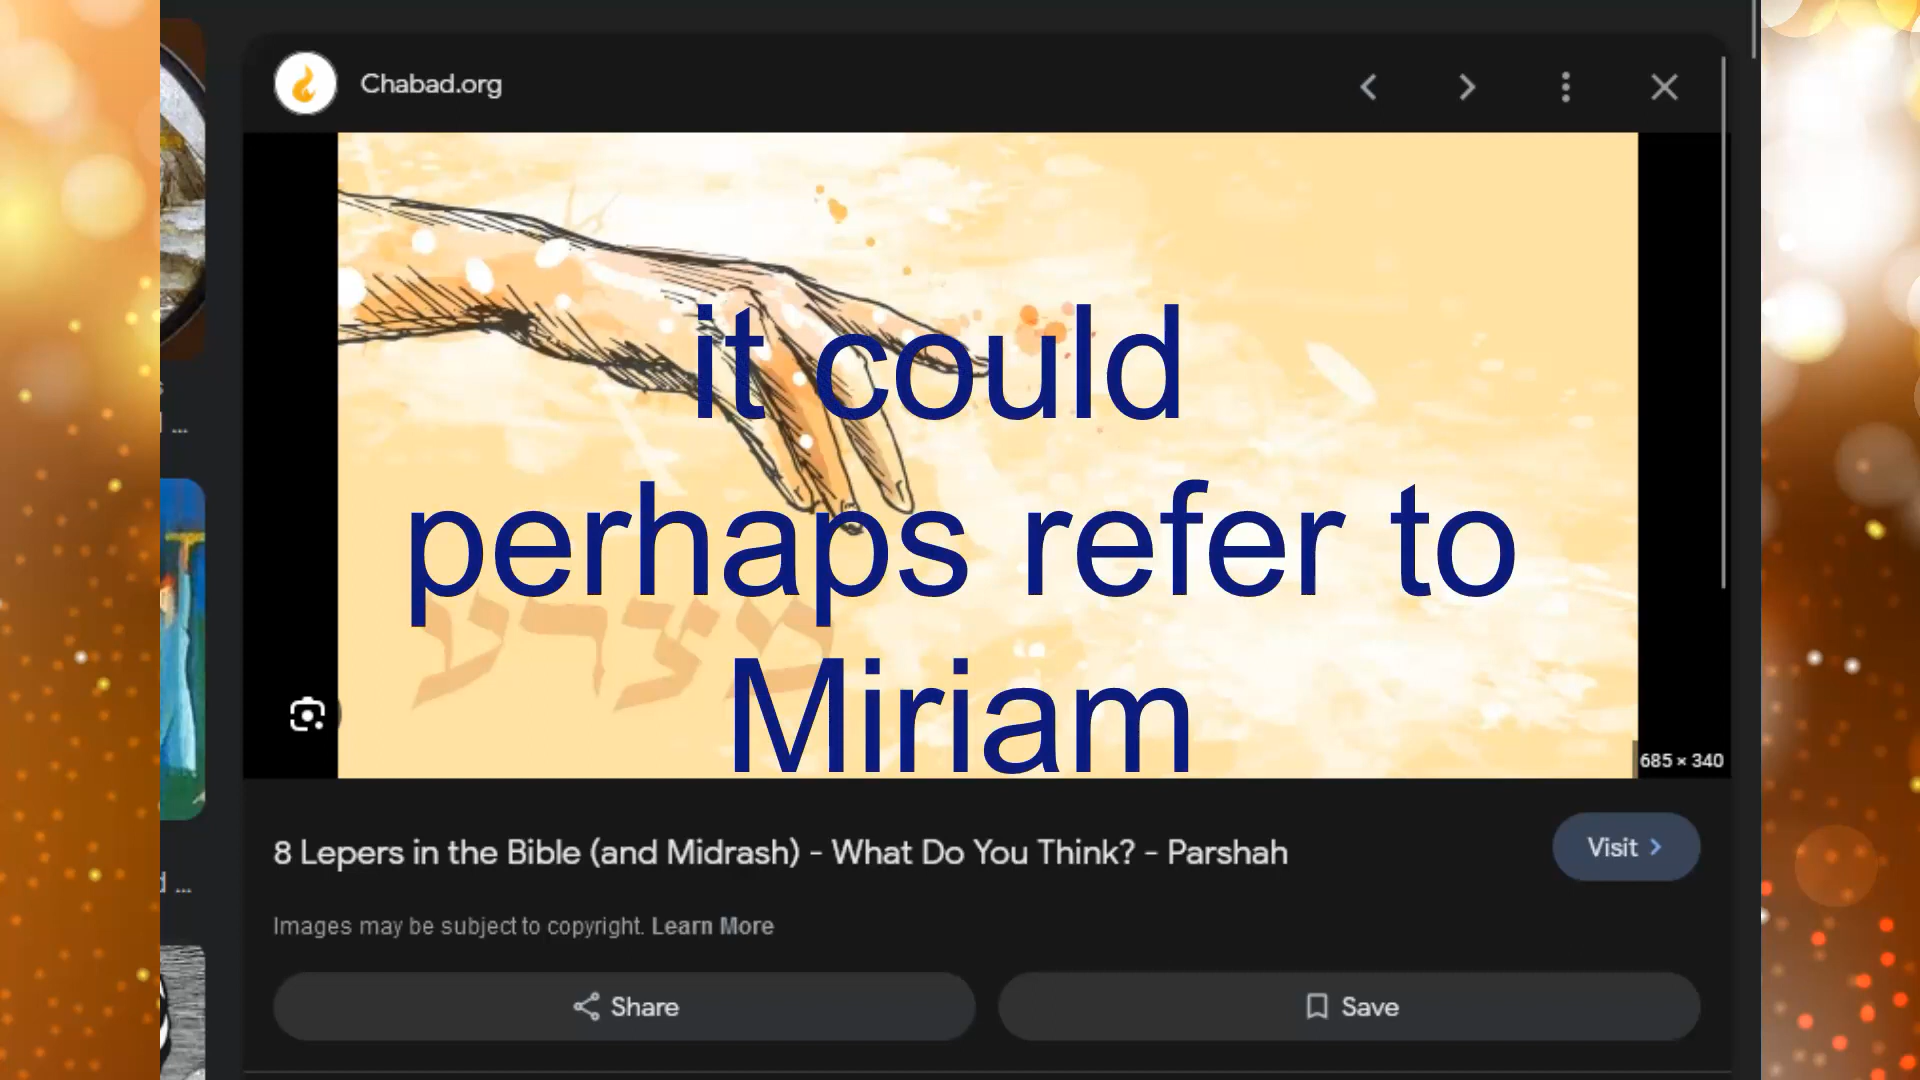 Chabad.org
it could
perhaps refer to
מצרע
Miriam
685 × 340
8 Lepers in the Bible (and Midrash) - What Do You Think? - Parshah
Visit
Images may be subject to copyright. Learn More
Share
Save